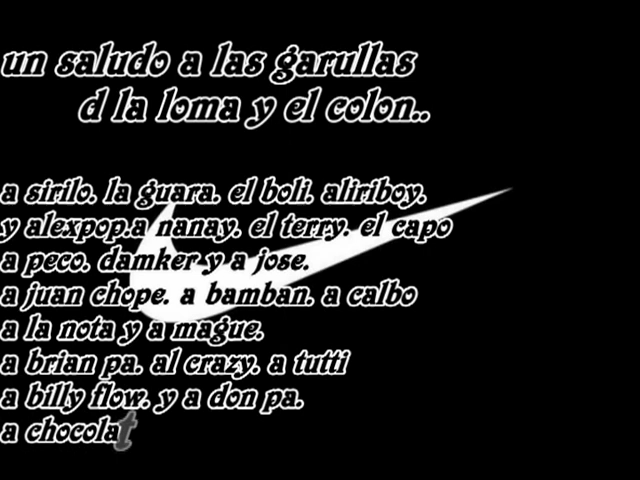 un saludo a las garullas
d la loma y el colon..
a sirilo. la guara. el boli. aliriboy.
y alexpop.a nanay. el terry. el capo
a peco. damker y a jose.
a juan chope. a bamban. a calbo
a la nota y a mague.
a brian pa. al crazy. a tutti
a billy flow. y a don pa.
a chocolat